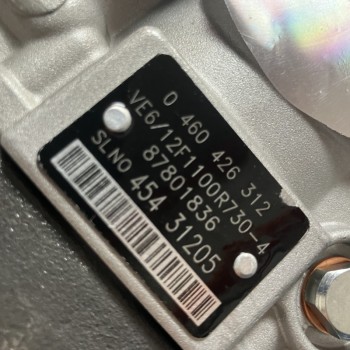 0 460 426 312
VE6/12F1100R730-4
87801836
SLNO 454 31205